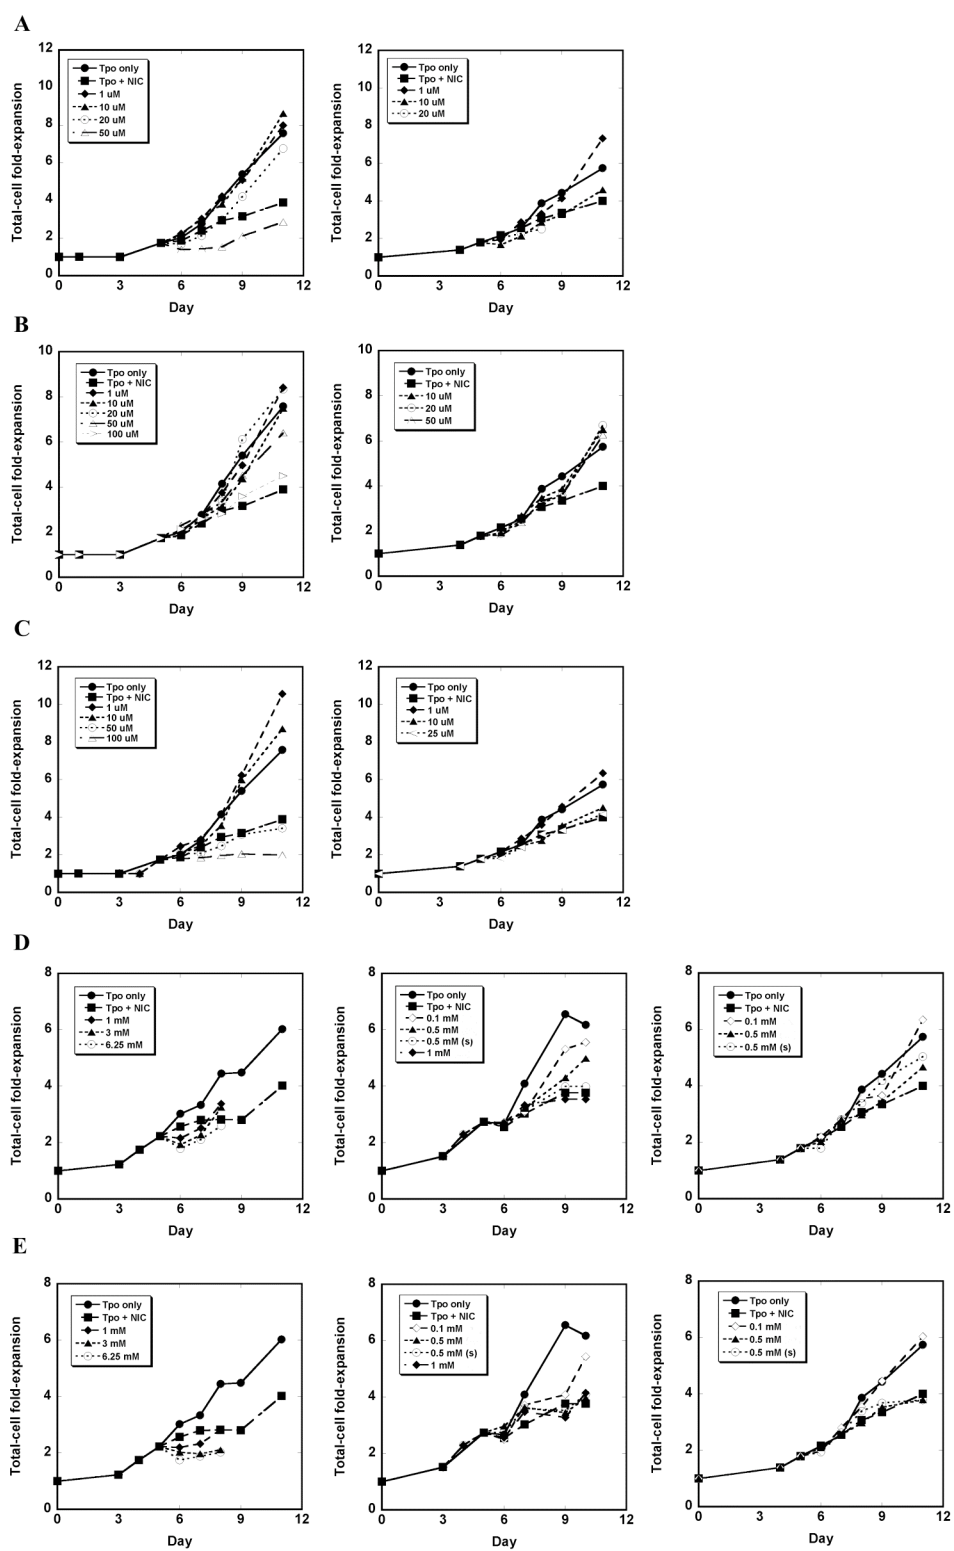 A
Total-cell fold-expansion
12
10
8
6
4
2
0
Tpo only
Tpo + NIC
1 uM
10 uM
20 uM
50 uM
0 3 6 9 12
Day
Total-cell fold-expansion
12
10
8
6
4
2
0
Tpo only
Tpo + NIC
1 uM
10 uM
20 uM
0 3 6 9 12
Day
B
Total-cell fold-expansion
10
8
6
4
2
0
Tpo only
Tpo + NIC
1 uM
10 uM
20 uM
50 uM
100 uM
0 3 6 9 12
Day
Total-cell fold-expansion
10
8
6
4
2
0
Tpo only
Tpo + NIC
10 uM
20 uM
50 uM
0 3 6 9 12
Day
C
Total-cell fold-expansion
12
10
8
6
4
2
0
Tpo only
Tpo + NIC
1 uM
10 uM
50 uM
100 uM
0 3 6 9 12
Day
Total-cell fold-expansion
12
10
8
6
4
2
0
Tpo only
Tpo + NIC
1 uM
10 uM
25 uM
0 3 6 9 12
Day
D
Total-cell fold-expansion
8
6
4
2
0
Tpo only
Tpo + NIC
1 mM
3 mM
6.25 mM
0 3 6 9 12
Day
Total-cell fold-expansion
8
6
4
2
0
Tpo only
Tpo + NIC
0.1 mM
0.5 mM
0.5 mM (s)
1 mM
0 3 6 9 12
Day
Total-cell fold-expansion
8
6
4
2
0
Tpo only
Tpo + NIC
0.1 mM
0.5 mM
0.5 mM (s)
0 3 6 9 12
Day
E
Total-cell fold-expansion
8
6
4
2
0
Tpo only
Tpo + NIC
1 mM
3 mM
6.25 mM
0 3 6 9 12
Day
Total-cell fold-expansion
8
6
4
2
0
Tpo only
Tpo + NIC
0.1 mM
0.5 mM
0.5 mM (s)
1 mM
0 3 6 9 12
Day
Total-cell fold-expansion
8
6
4
2
0
Tpo only
Tpo + NIC
0.1 mM
0.5 mM
0.5 mM (s)
0 3 6 9 12
Day